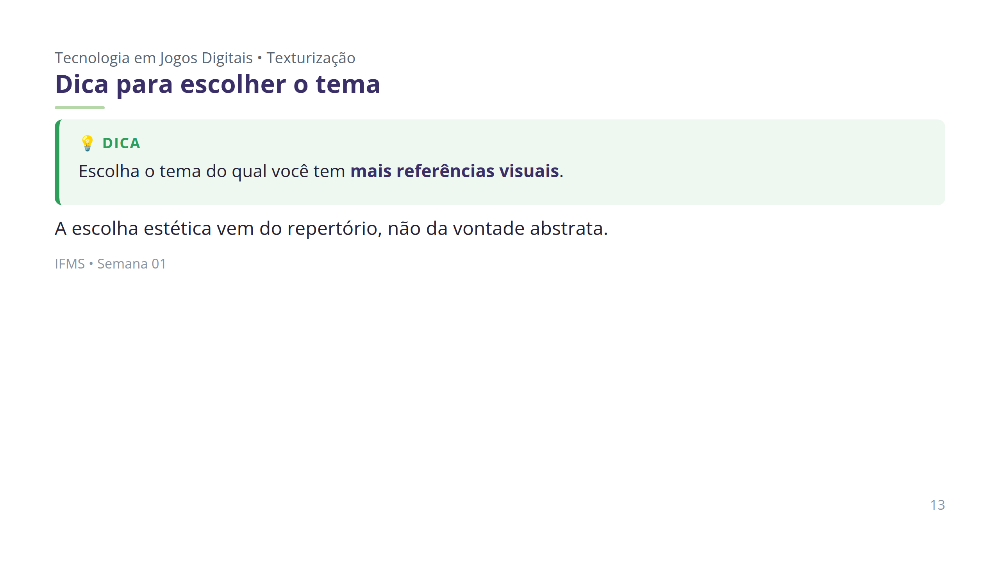 Tecnologia em Jogos Digitais • Texturização
Dica para escolher o tema
💡 DICA
Escolha o tema do qual você tem mais referências visuais.
A escolha estética vem do repertório, não da vontade abstrata.
IFMS • Semana 01
13